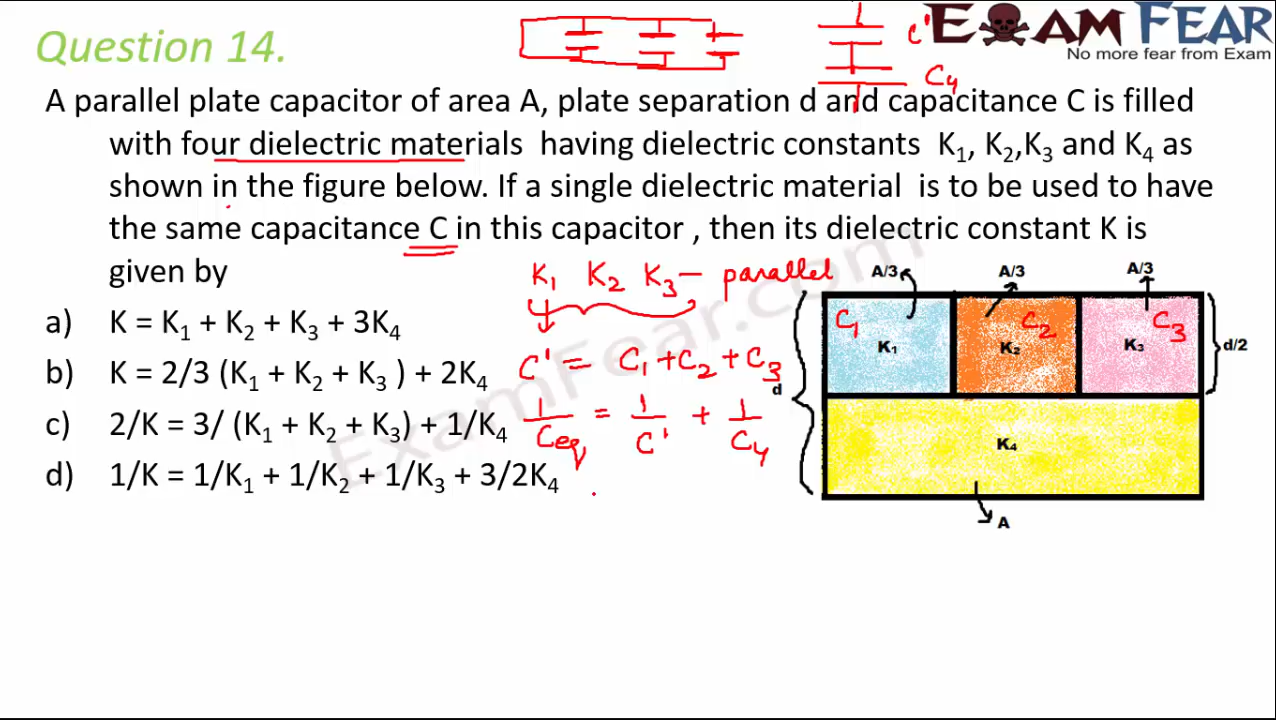 Question 14.
EXAM FEAR
No more fear from Exam
C'
C₄
A parallel plate capacitor of area A, plate separation d and capacitance C is filled
with four dielectric materials having dielectric constants K₁, K₂,K₃ and K₄ as
shown in the figure below. If a single dielectric material is to be used to have
the same capacitance C in this capacitor , then its dielectric constant K is
given by
K₁ K₂ K₃ – parallel
a) K = K₁ + K₂ + K₃ + 3K₄
b) K = 2/3 (K₁ + K₂ + K₃ ) + 2K₄
c) 2/K = 3/ (K₁ + K₂ + K₃) + 1/K₄
d) 1/K = 1/K₁ + 1/K₂ + 1/K₃ + 3/2K₄
C' = C₁ + C₂ + C₃
1/Ceq = 1/C' + 1/C₄
A/3 A/3 A/3
C₁ C₂ C₃
K₁ K₂ K₃
d/2
d
K₄
A
ExamFear.com